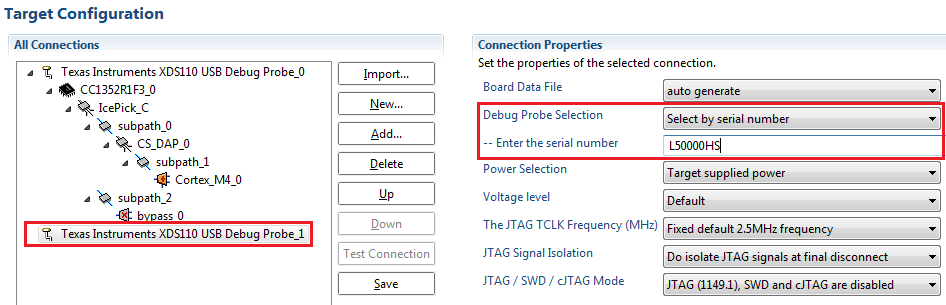 Target Configuration
All Connections
Texas Instruments XDS110 USB Debug Probe_0
CC1352R1F3_0
IcePick_C
subpath_0
CS_DAP_0
subpath_1
Cortex_M4_0
subpath_2
bypass_0
Texas Instruments XDS110 USB Debug Probe_1
Import...
New...
Add...
Delete
Up
Down
Test Connection
Save
Connection Properties
Set the properties of the selected connection.
Board Data File
auto generate
Debug Probe Selection
Select by serial number
-- Enter the serial number
L50000HS
Power Selection
Target supplied power
Voltage level
Default
The JTAG TCLK Frequency (MHz)
Fixed default 2.5MHz frequency
JTAG Signal Isolation
Do isolate JTAG signals at final disconnect
JTAG / SWD / cJTAG Mode
JTAG (1149.1), SWD and cJTAG are disabled